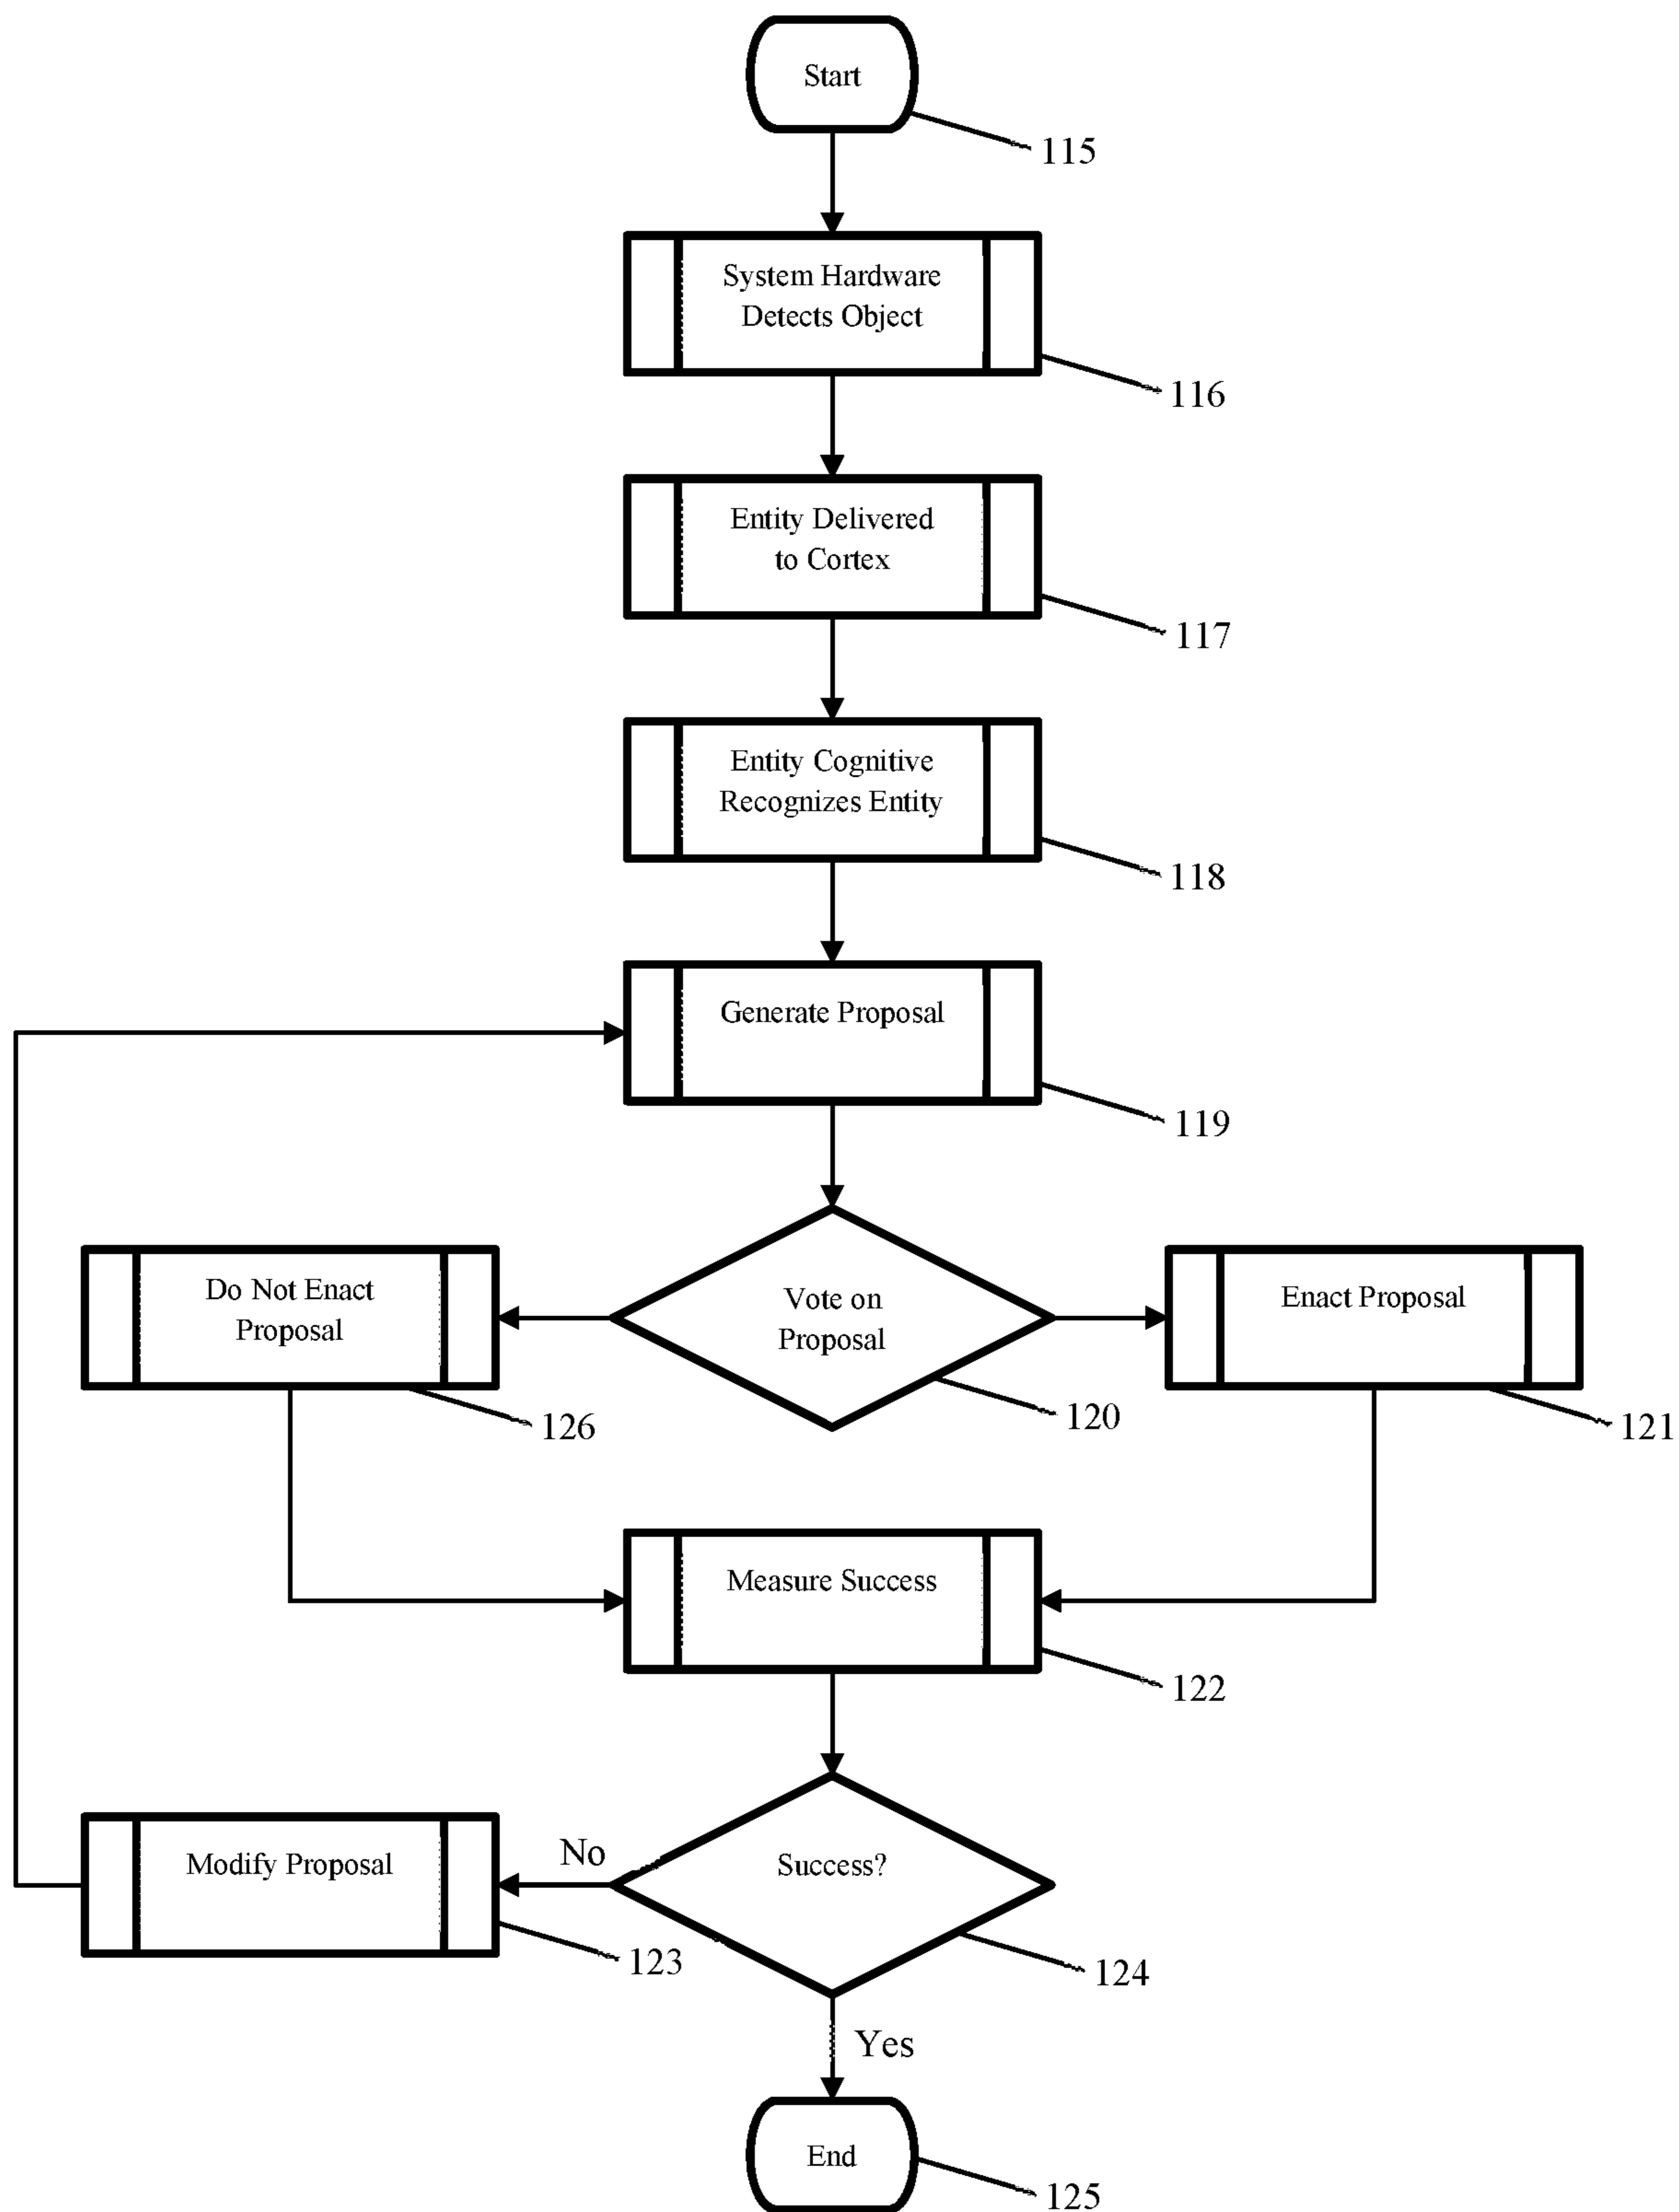 Start
115
System Hardware
Detects Object
116
Entity Delivered
to Cortex
117
Entity Cognitive
Recognizes Entity
118
Generate Proposal
119
Do Not Enact
Proposal
126
Vote on
Proposal
120
Enact Proposal
121
Measure Success
122
Modify Proposal
123
No
Success?
124
Yes
End
125